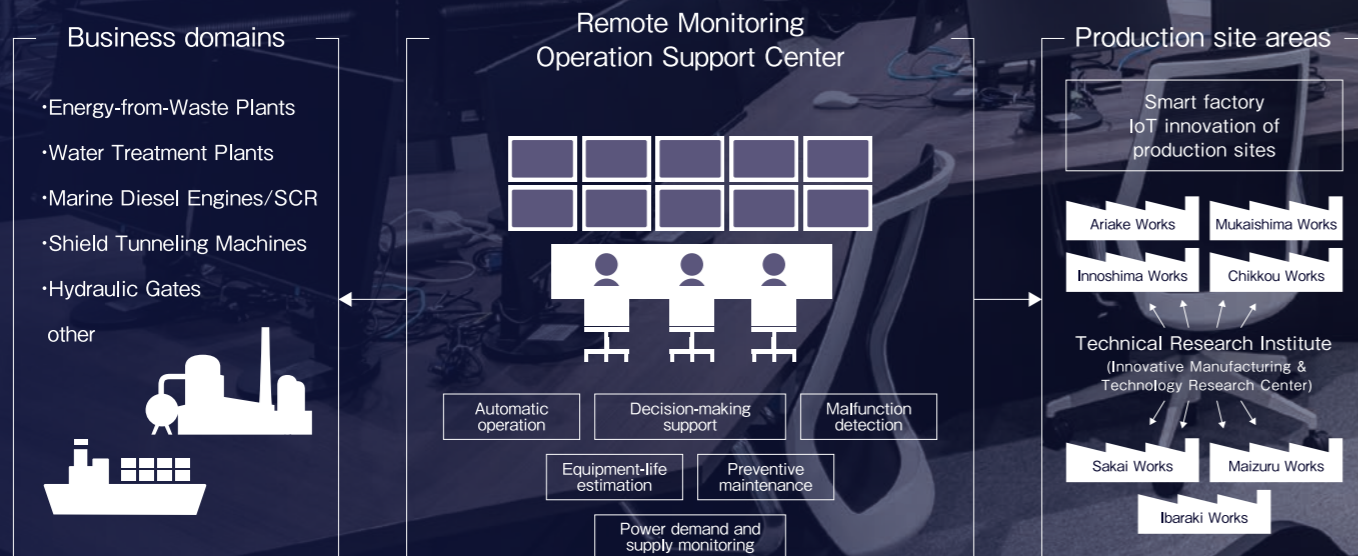 Business domains
・Energy-from-Waste Plants
・Water Treatment Plants
・Marine Diesel Engines/SCR
・Shield Tunneling Machines
・Hydraulic Gates
other
Remote Monitoring
Operation Support Center
Automatic
operation
Decision-making
support
Malfunction
detection
Equipment-life
estimation
Preventive
maintenance
Power demand and
supply monitoring
Production site areas
Smart factory
IoT innovation of
production sites
Ariake Works
Mukaishima Works
Innoshima Works
Chikkou Works
Technical Research Institute
(Innovative Manufacturing &
Technology Research Center)
Sakai Works
Maizuru Works
Ibaraki Works